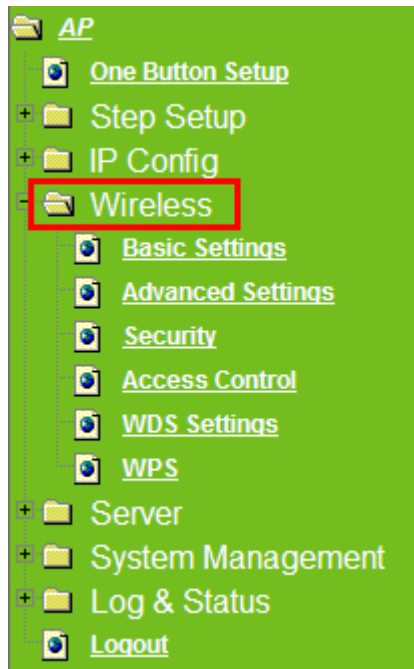 AP
One Button Setup
Step Setup
IP Config
Wireless
Basic Settings
Advanced Settings
Security
Access Control
WDS Settings
WPS
Server
System Management
Log & Status
Logout